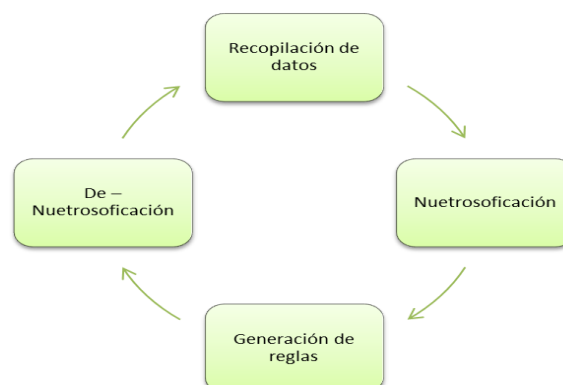 Recopilación de
datos
Nuetrosoficación
Generación de
reglas
De –
Nuetrosoficación